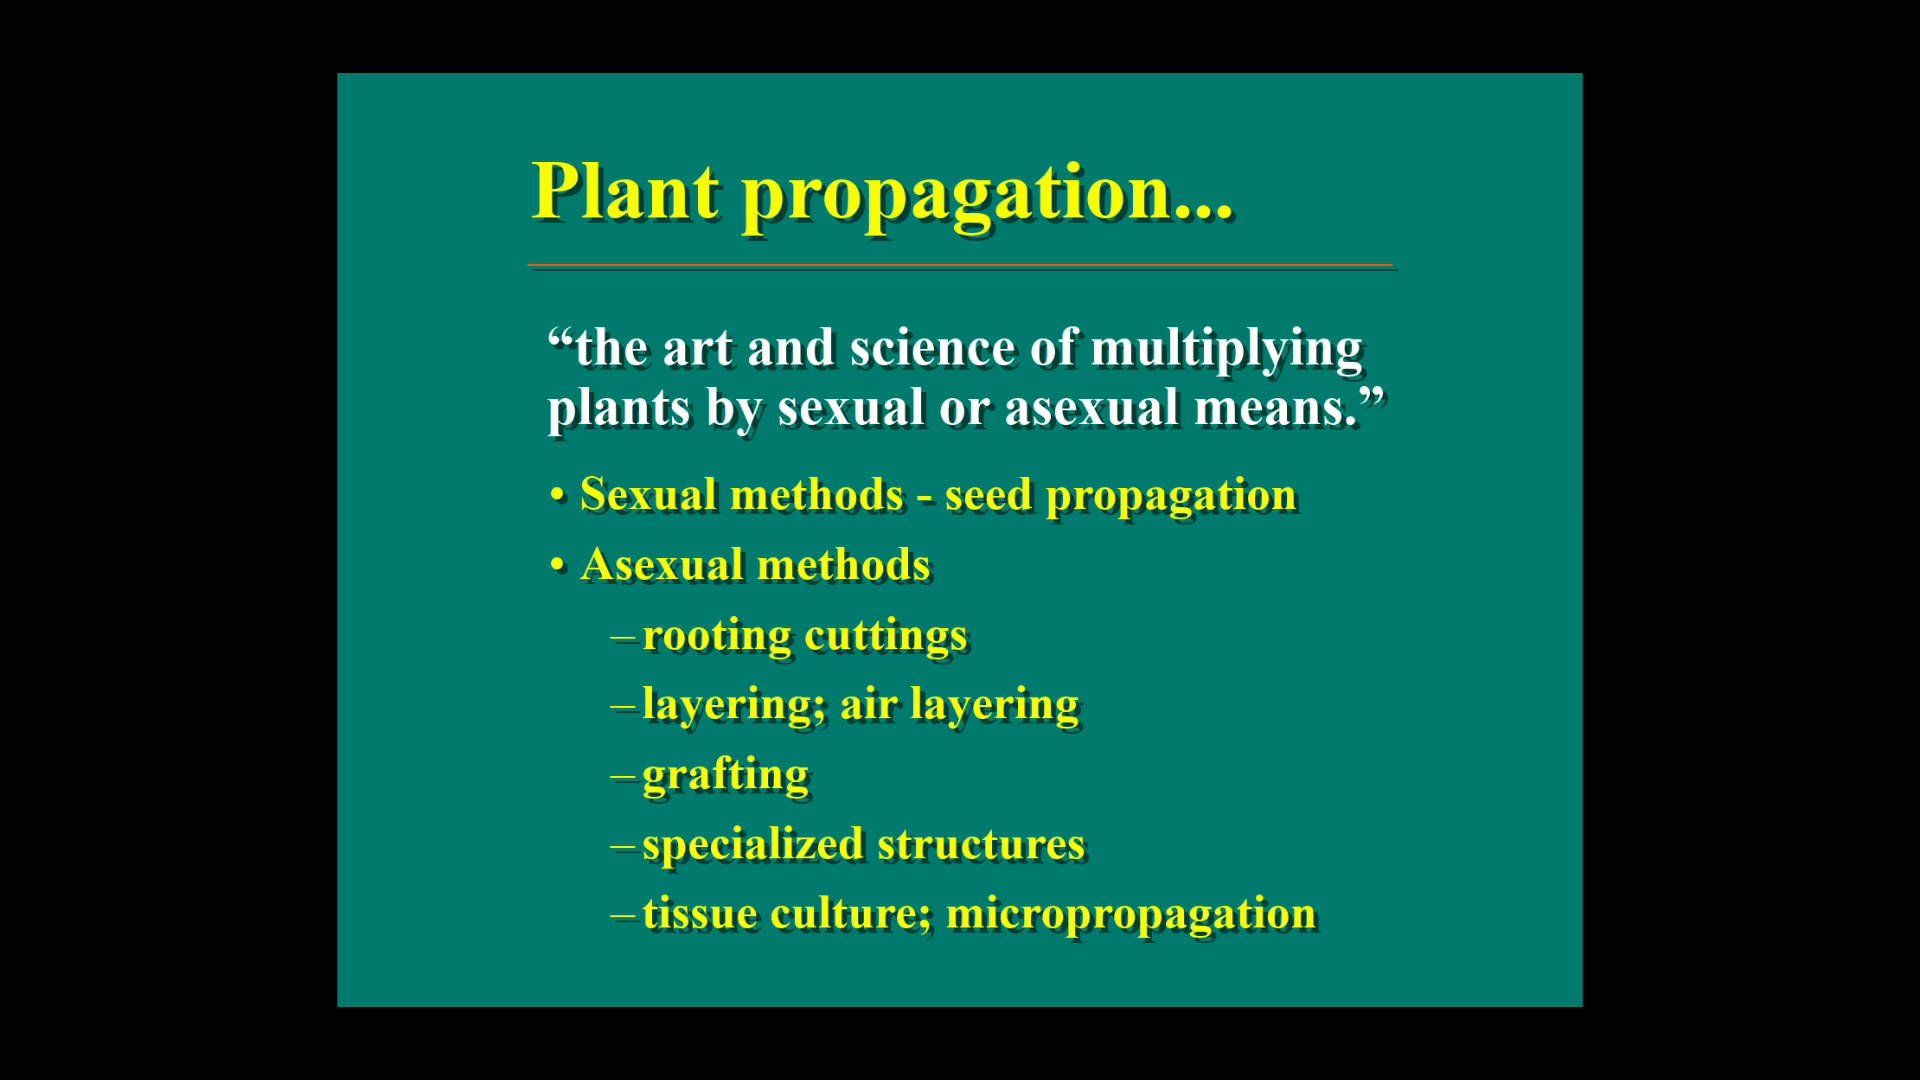 Plant propagation...
“the art and science of multiplying
plants by sexual or asexual means.”
• Sexual methods - seed propagation
• Asexual methods
– rooting cuttings
– layering; air layering
– grafting
– specialized structures
– tissue culture; micropropagation